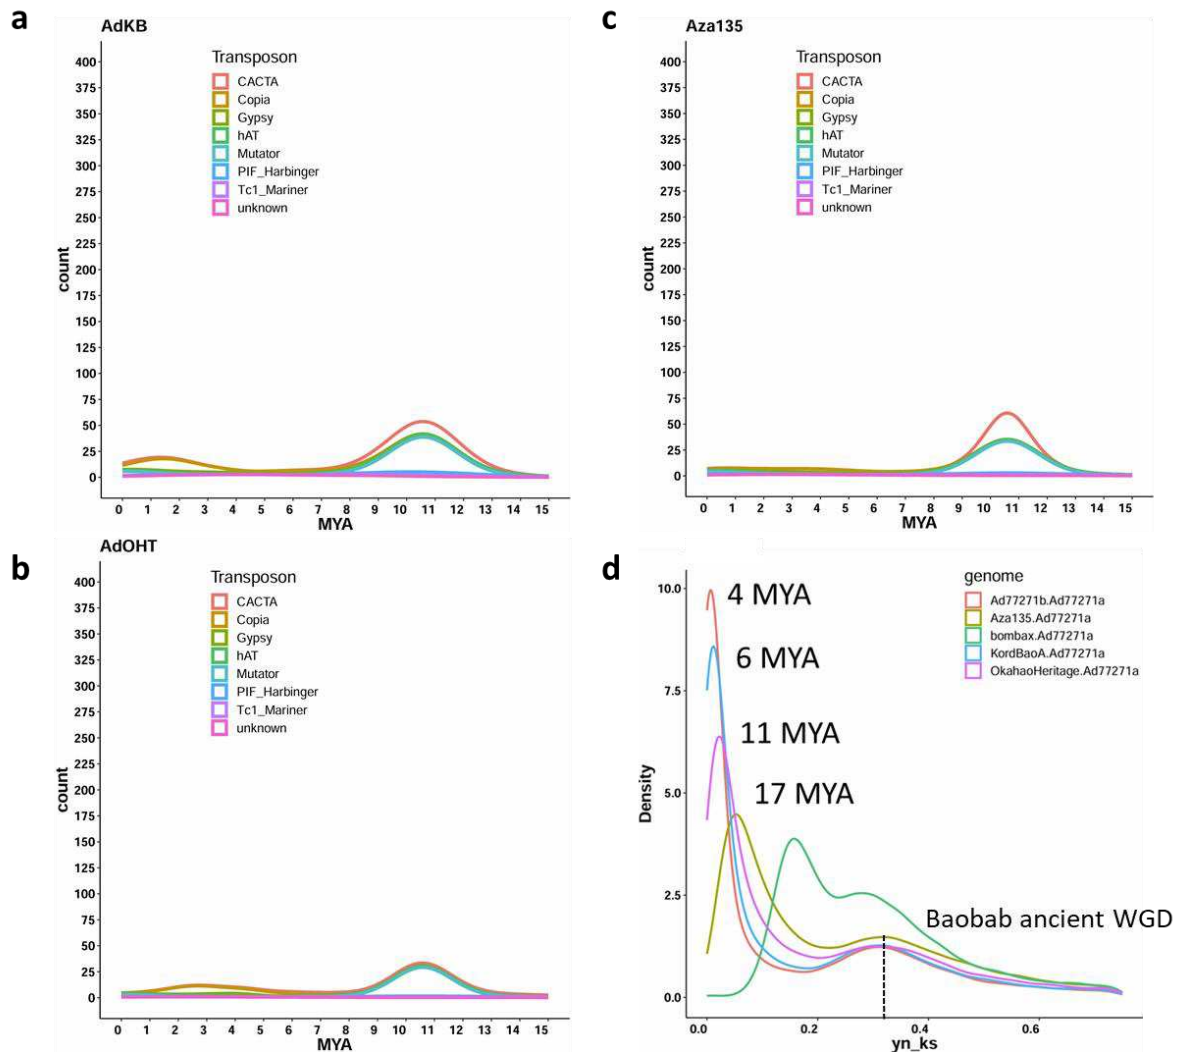 a
AdKB
400
375
350
325
300
275
250
225
200
175
150
125
100
75
50
25
0
count
Transposon
CACTA
Copia
Gypsy
hAT
Mutator
PIF_Harbinger
Tc1_Mariner
unknown
0 1 2 3 4 5 6 7 8 9 10 11 12 13 14 15
MYA
c
Aza135
400
375
350
325
300
275
250
225
200
175
150
125
100
75
50
25
0
count
Transposon
CACTA
Copia
Gypsy
hAT
Mutator
PIF_Harbinger
Tc1_Mariner
unknown
0 1 2 3 4 5 6 7 8 9 10 11 12 13 14 15
MYA
b
AdOHT
400
375
350
325
300
275
250
225
200
175
150
125
100
75
50
25
0
count
Transposon
CACTA
Copia
Gypsy
hAT
Mutator
PIF_Harbinger
Tc1_Mariner
unknown
0 1 2 3 4 5 6 7 8 9 10 11 12 13 14 15
MYA
d
10.0
7.5
5.0
2.5
0.0
Density
4 MYA
6 MYA
11 MYA
17 MYA
genome
Ad77271b.Ad77271a
Aza135.Ad77271a
bombax.Ad77271a
KordBaoA.Ad77271a
OkahaoHeritage.Ad77271a
Baobab ancient WGD
0.0 0.2 0.4 0.6
yn_ks